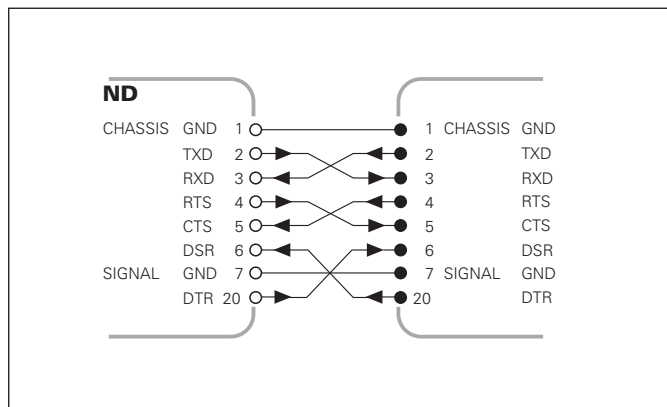 ND
CHASSIS GND 1 1 CHASSIS GND
TXD 2 2 TXD
RXD 3 3 RXD
RTS 4 4 RTS
CTS 5 5 CTS
DSR 6 6 DSR
SIGNAL GND 7 7 SIGNAL GND
DTR 20 20 DTR